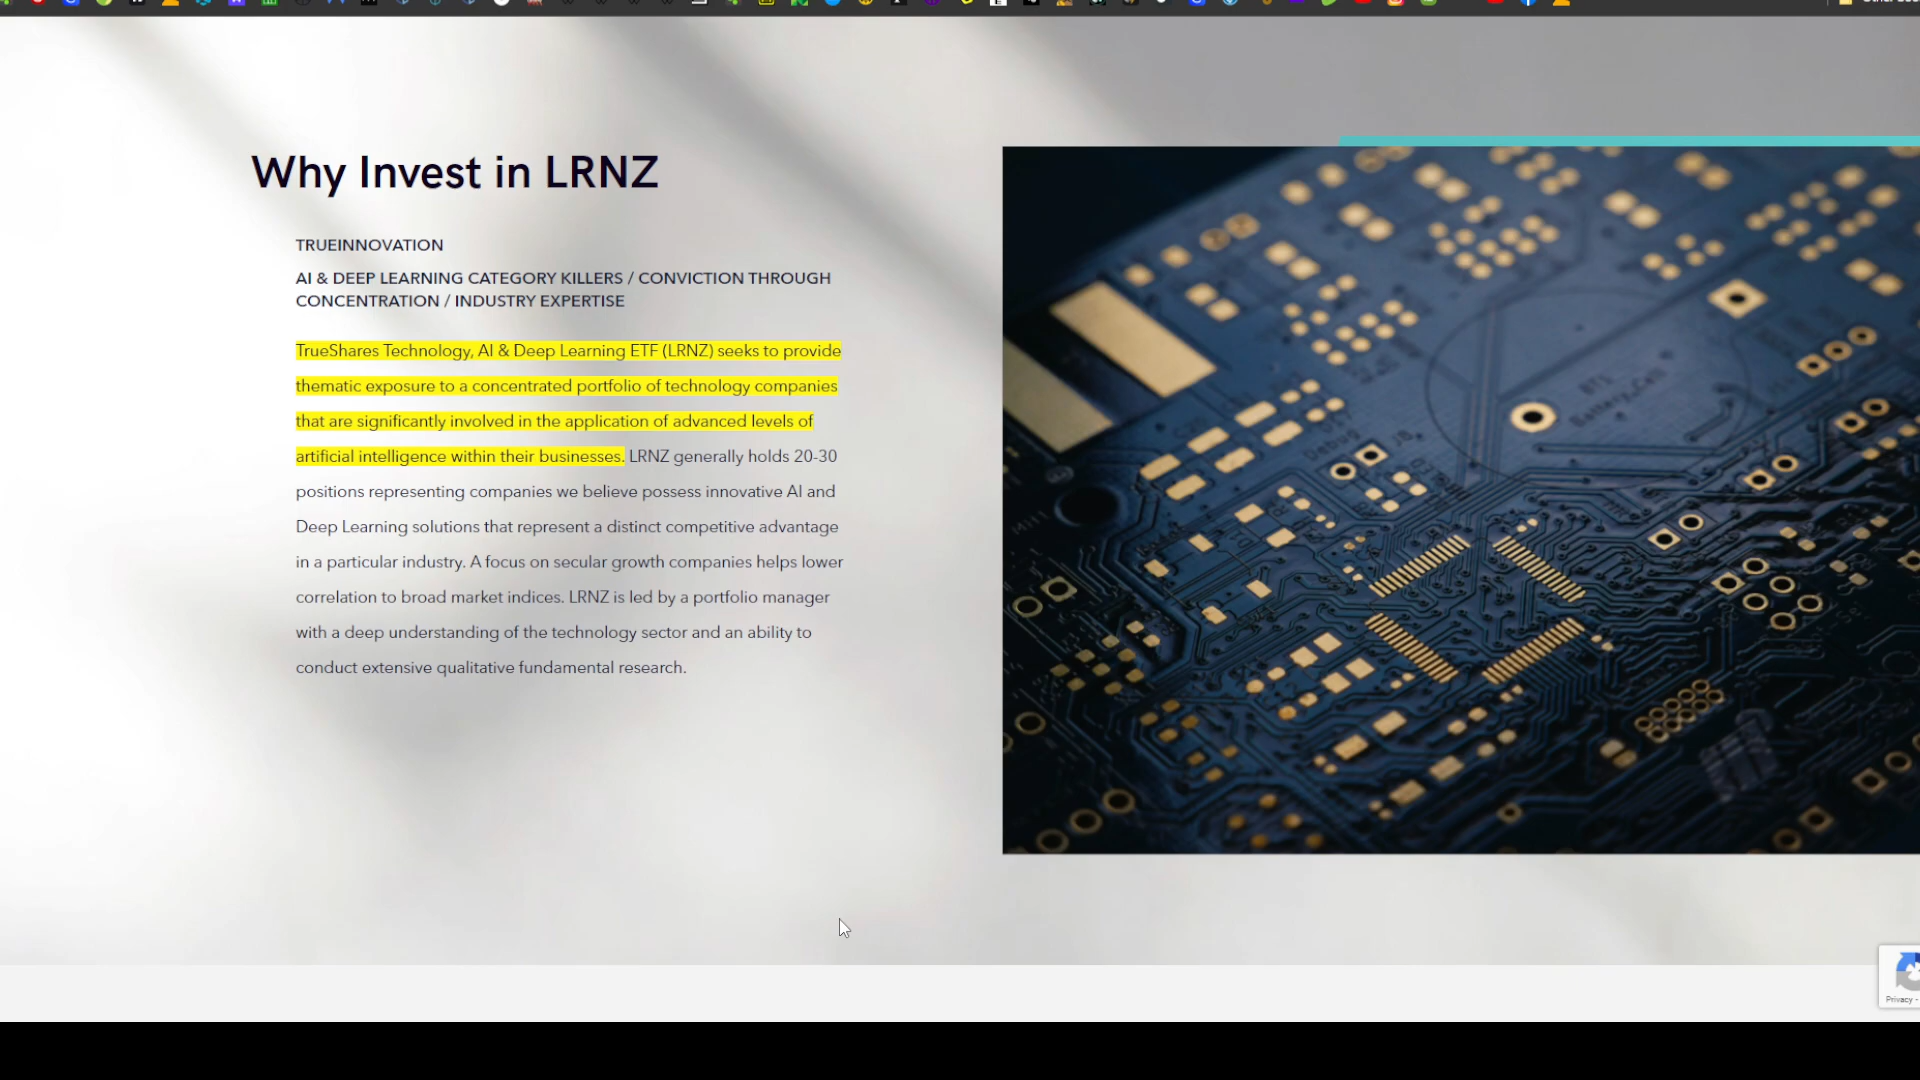 Why Invest in LRNZ
TRUEINNOVATION
AI & DEEP LEARNING CATEGORY KILLERS / CONVICTION THROUGH
CONCENTRATION / INDUSTRY EXPERTISE
TrueShares Technology, AI & Deep Learning ETF (LRNZ) seeks to provide
thematic exposure to a concentrated portfolio of technology companies
that are significantly involved in the application of advanced levels of
artificial intelligence within their businesses. LRNZ generally holds 20-30
positions representing companies we believe possess innovative AI and
Deep Learning solutions that represent a distinct competitive advantage
in a particular industry. A focus on secular growth companies helps lower
correlation to broad market indices. LRNZ is led by a portfolio manager
with a deep understanding of the technology sector and an ability to
conduct extensive qualitative fundamental research.
Debug
Privacy -